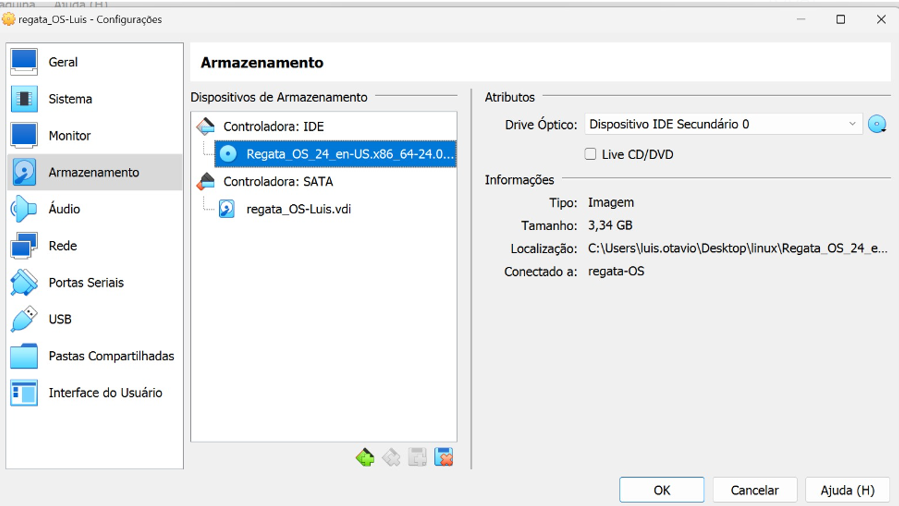 Máquina Ajuda (H)
regata_OS-Luis - Configurações
Geral
Sistema
Monitor
Armazenamento
Áudio
Rede
Portas Seriais
USB
Pastas Compartilhadas
Interface do Usuário
Armazenamento
Dispositivos de Armazenamento
Controladora: IDE
Regata_OS_24_en-US.x86_64-24.0...
Controladora: SATA
regata_OS-Luis.vdi
Atributos
Drive Óptico: Dispositivo IDE Secundário 0
Live CD/DVD
Informações
Tipo: Imagem
Tamanho: 3,34 GB
Localização: C:\Users\luis.otavio\Desktop\linux\Regata_OS_24_e...
Conectado a: regata-OS
OK Cancelar Ajuda (H)